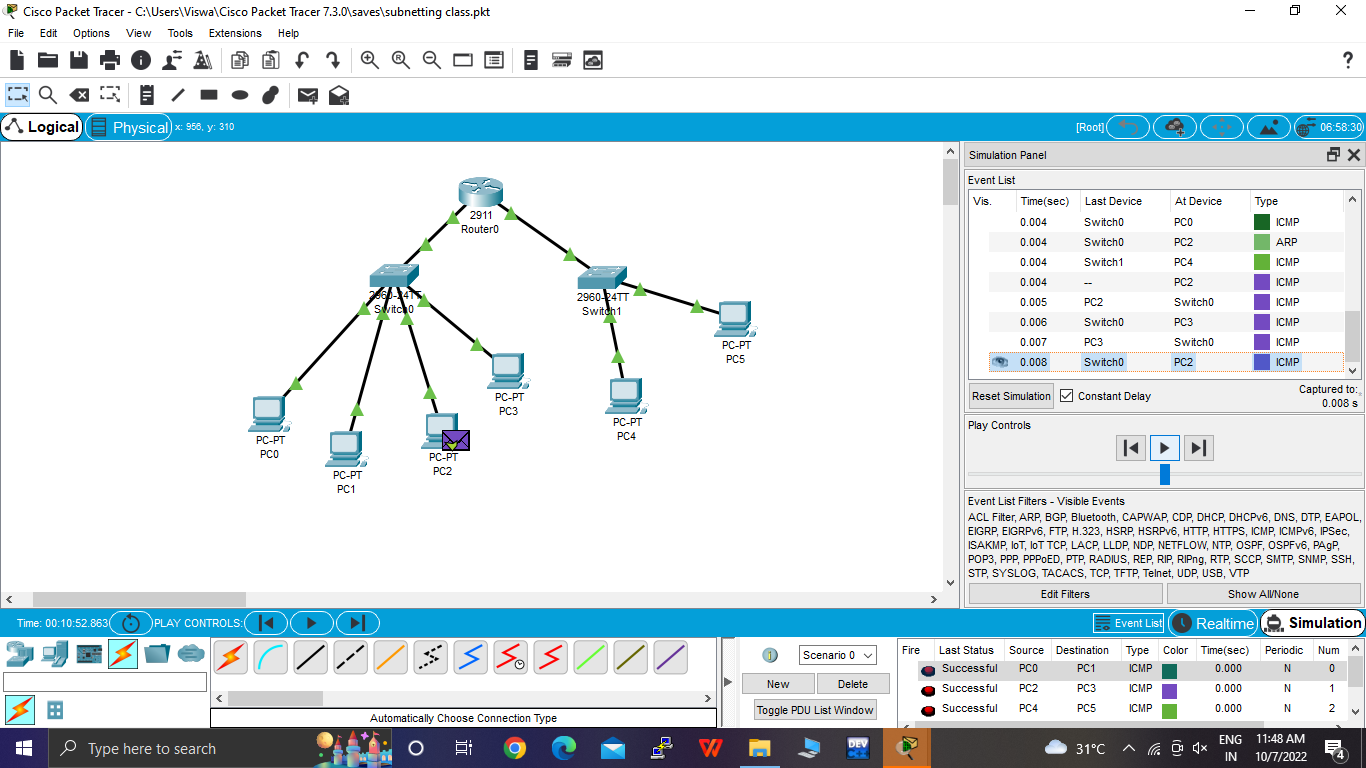 Cisco Packet Tracer - C:\Users\Viswa\Cisco Packet Tracer 7.3.0\saves\subnetting class.pkt
File Edit Options View Tools Extensions Help
?
Logical Physical x: 956, y: 310 [Root] 06:58:30
2911
Router0
2960-24TT
Switch0
2960-24TT
Switch1
PC-PT
PC5
PC-PT
PC3
PC-PT
PC4
PC-PT
PC0
PC-PT
PC2
PC-PT
PC1
Simulation Panel
Event List
Vis. Time(sec) Last Device At Device Type
0.004 Switch0 PC0 ICMP
0.004 Switch0 PC2 ARP
0.004 Switch1 PC4 ICMP
0.004 -- PC2 ICMP
0.005 PC2 Switch0 ICMP
0.006 Switch0 PC3 ICMP
0.007 PC3 Switch0 ICMP
0.008 Switch0 PC2 ICMP
Reset Simulation Constant Delay Captured to:
0.008 s
Play Controls
Event List Filters - Visible Events
ACL Filter, ARP, BGP, Bluetooth, CAPWAP, CDP, DHCP, DHCPv6, DNS, DTP, EAPOL,
EIGRP, EIGRPv6, FTP, H.323, HSRP, HSRPv6, HTTP, HTTPS, ICMP, ICMPv6, IPSec,
ISAKMP, IoT, IoT TCP, LACP, LLDP, NDP, NETFLOW, NTP, OSPF, OSPFv6, PAgP,
POP3, PPP, PPPoED, PTP, RADIUS, REP, RIP, RIPng, RTP, SCCP, SMTP, SNMP, SSH,
STP, SYSLOG, TACACS, TCP, TFTP, Telnet, UDP, USB, VTP
Edit Filters Show All/None
Time: 00:10:52.863 PLAY CONTROLS: Event List Realtime Simulation
Automatically Choose Connection Type
Scenario 0
New Delete
Toggle PDU List Window
Fire Last Status Source Destination Type Color Time(sec) Periodic Num
Successful PC0 PC1 ICMP 0.000 N 0
Successful PC2 PC3 ICMP 0.000 N 1
Successful PC4 PC5 ICMP 0.000 N 2
Type here to search
DEV
31°C
ENG
IN
11:48 AM
10/7/2022
4